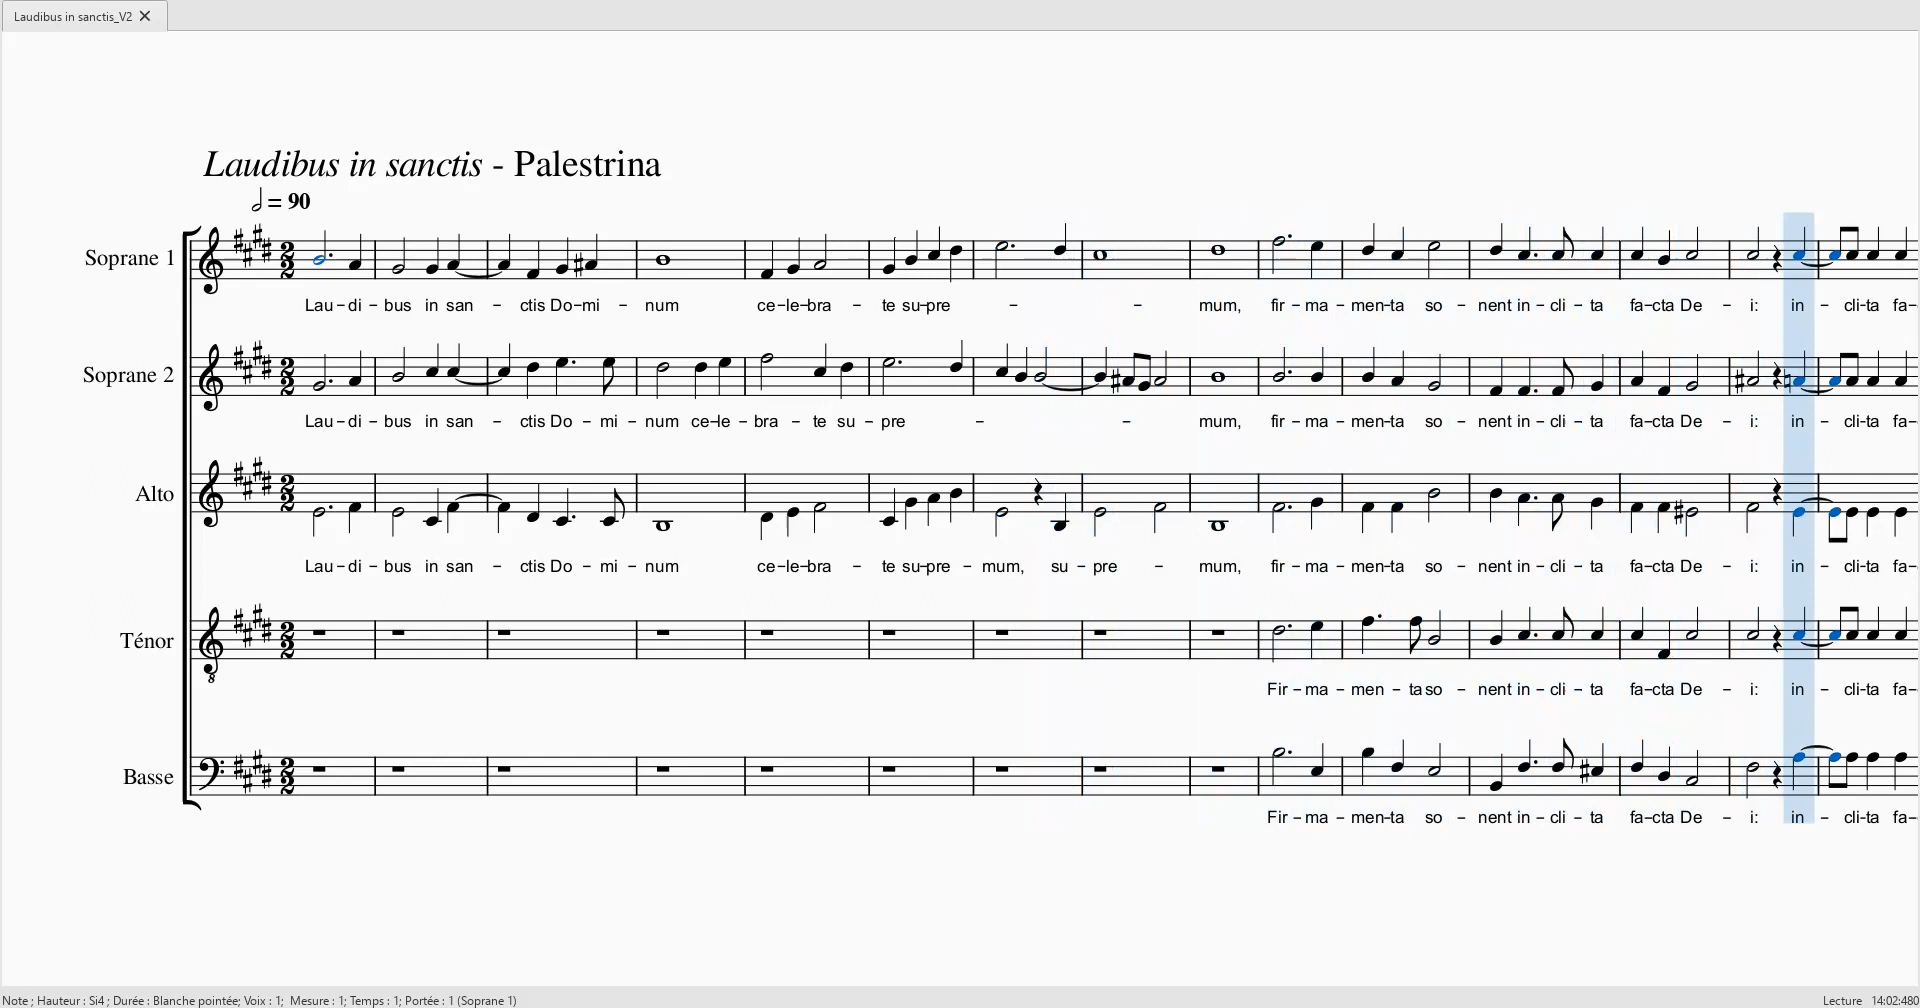 Laudibus in sanctis_V2
Laudibus in sanctis - Palestrina
= 90
Soprane 1
Lau – di – bus in san – ctis Do – mi – num ce – le – bra – te su – pre – – mum, fir – ma – men – ta so – nent in – cli – ta fa – cta De – i: in – cli – ta fa –
Soprane 2
Lau – di – bus in san – ctis Do – mi – num ce – le – bra – te su – pre – – mum, fir – ma – men – ta so – nent in – cli – ta fa – cta De – i: in – cli – ta fa –
Alto
Lau – di – bus in san – ctis Do – mi – num ce – le – bra – te su – pre – mum, su – pre – mum, fir – ma – men – ta so – nent in – cli – ta fa – cta De – i: in – cli – ta fa –
Ténor
8
Fir – ma – men – ta so – nent in – cli – ta fa – cta De – i: in – cli – ta fa –
Basse
Fir – ma – men – ta so – nent in – cli – ta fa – cta De – i: in – cli – ta fa –
Note ; Hauteur : Si4 ; Durée : Blanche pointée; Voix : 1; Mesure : 1; Temps : 1; Portée : 1 (Soprane 1)
Lecture 14:02:480